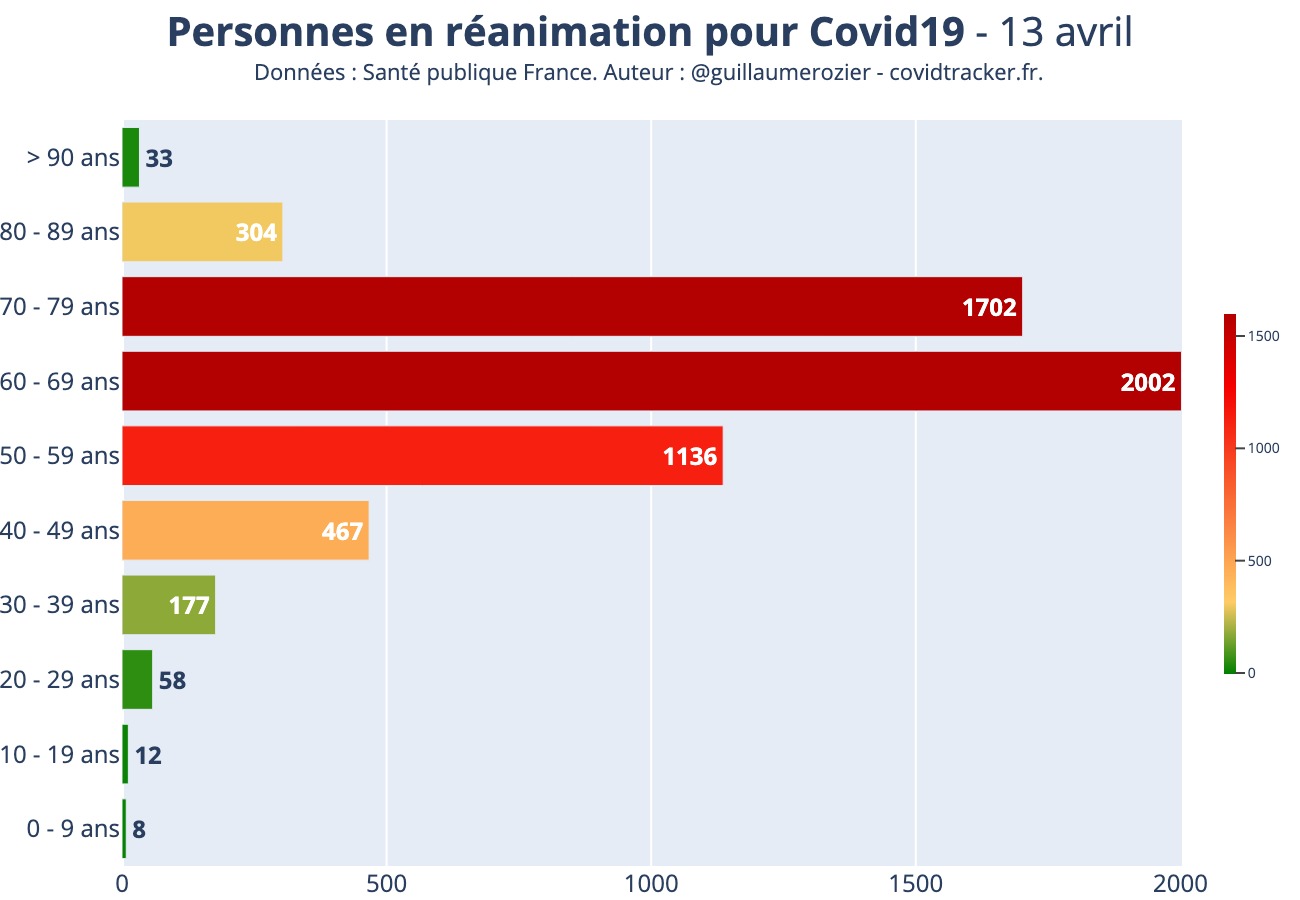 Personnes en réanimation pour Covid19 - 13 avril
Données : Santé publique France. Auteur : @guillaumerozier - covidtracker.fr.
> 90 ans 33
80 - 89 ans 304
70 - 79 ans 1702
60 - 69 ans 2002
50 - 59 ans 1136
40 - 49 ans 467
30 - 39 ans 177
20 - 29 ans 58
10 - 19 ans 12
0 - 9 ans 8
0 500 1000 1500 2000
1500
1000
500
0